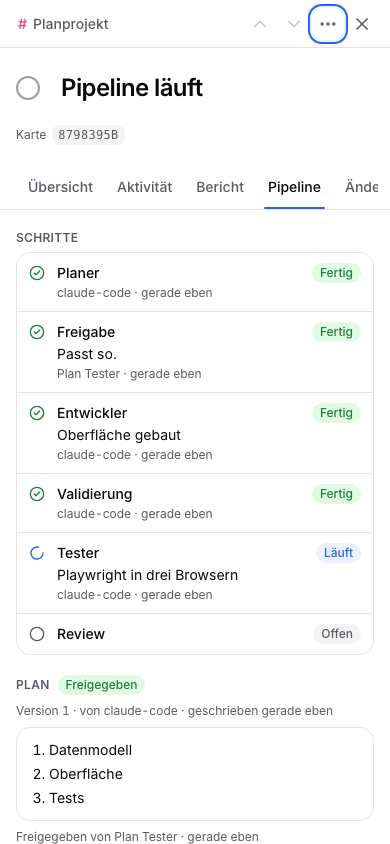 # Planprojekt
Pipeline läuft
Karte 8798395B
Übersicht Aktivität Bericht Pipeline Ände
SCHRITTE
Planer Fertig
claude-code · gerade eben
Freigabe Fertig
Passt so.
Plan Tester · gerade eben
Entwickler Fertig
Oberfläche gebaut
claude-code · gerade eben
Validierung Fertig
claude-code · gerade eben
Tester Läuft
Playwright in drei Browsern
claude-code · gerade eben
Review Offen
PLAN Freigegeben
Version 1 · von claude-code · geschrieben gerade eben
1. Datenmodell
2. Oberfläche
3. Tests
Freigegeben von Plan Tester · gerade eben